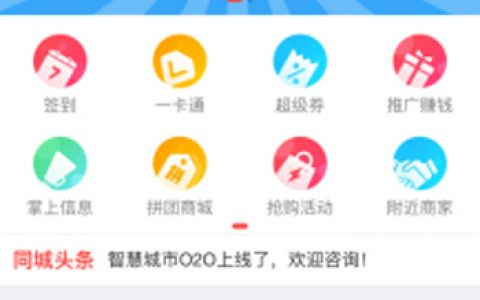 7
签到
一卡通
超级券
推广赚钱
拼
掌上信息
拼团商城
抢购活动
附近商家
同城头条 智慧城市O2O上线了，欢迎咨询！